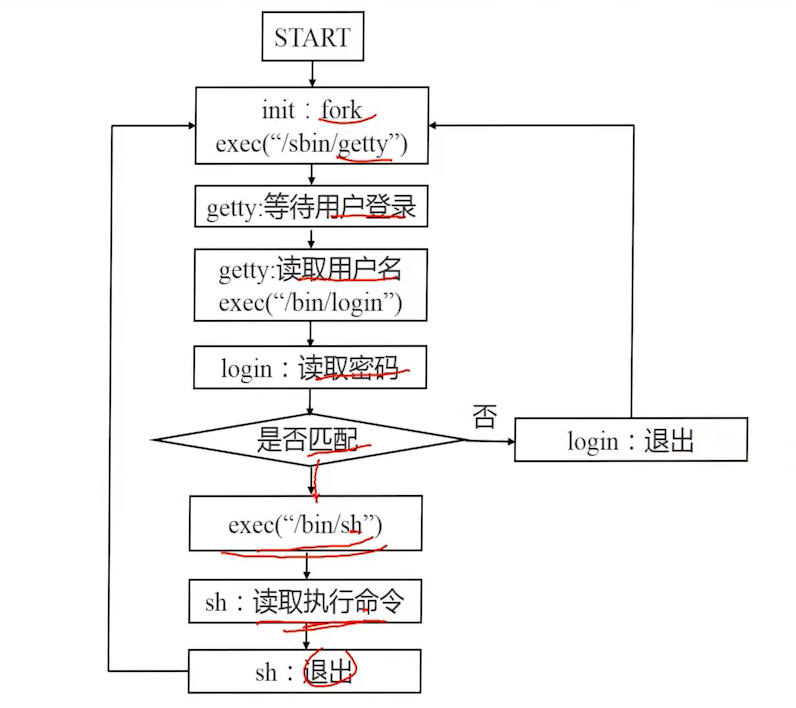 START
init：fork
exec(“/sbin/getty”)
getty:等待用户登录
getty:读取用户名
exec(“/bin/login”)
login：读取密码
是否匹配
否
login：退出
exec(“/bin/sh”)
sh：读取执行命令
sh：退出